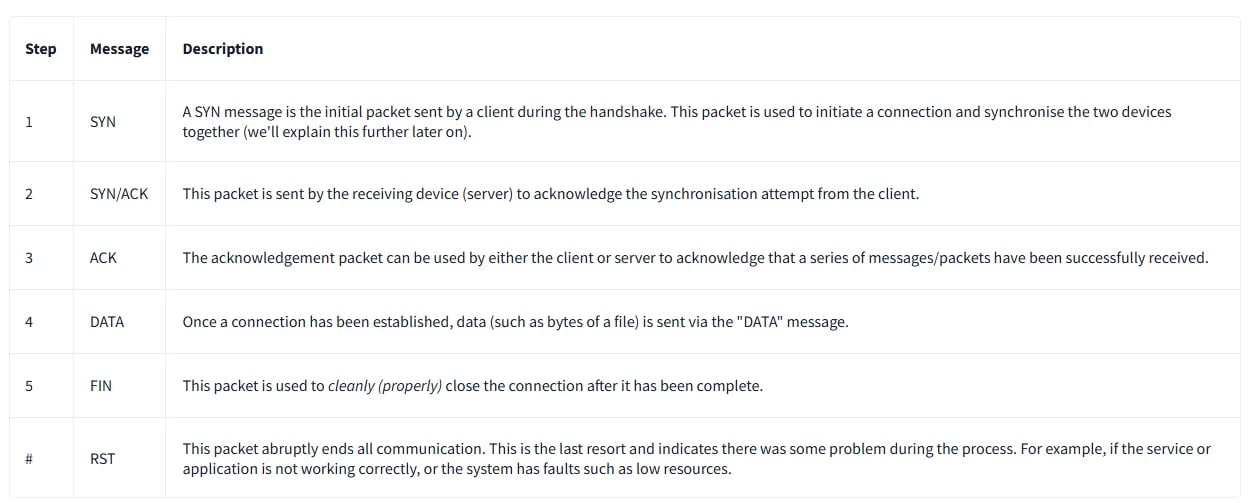 Step Message Description
1 SYN A SYN message is the initial packet sent by a client during the handshake. This packet is used to initiate a connection and synchronise the two devices
together (we'll explain this further later on).
2 SYN/ACK This packet is sent by the receiving device (server) to acknowledge the synchronisation attempt from the client.
3 ACK The acknowledgement packet can be used by either the client or server to acknowledge that a series of messages/packets have been successfully received.
4 DATA Once a connection has been established, data (such as bytes of a file) is sent via the "DATA" message.
5 FIN This packet is used to cleanly (properly) close the connection after it has been complete.
# RST This packet abruptly ends all communication. This is the last resort and indicates there was some problem during the process. For example, if the service or
application is not working correctly, or the system has faults such as low resources.